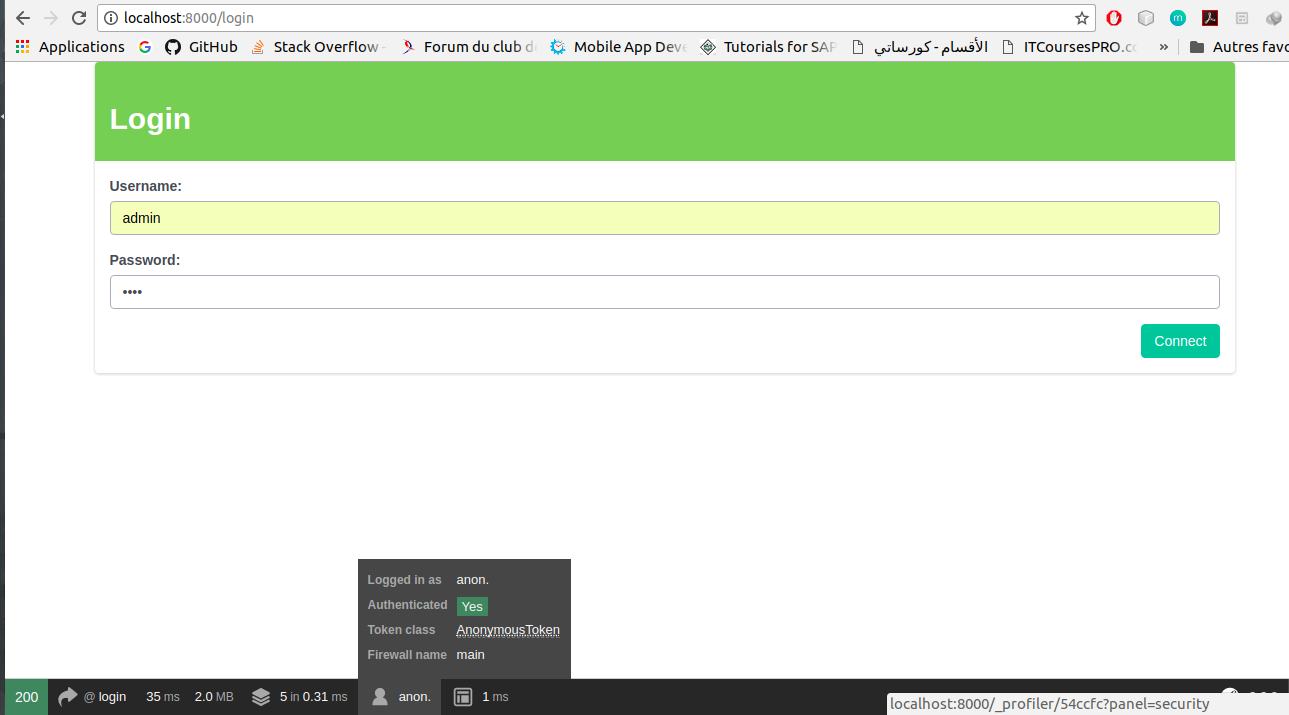 localhost:8000/login
Applications GitHub Stack Overflow - Forum du club d Mobile App Deve Tutorials for SAP الأقسام - كورساتي ITCoursesPRO.co » Autres favo
Login
Username:
admin
Password:
••••
Connect
Logged in as anon.
Authenticated Yes
Token class AnonymousToken
Firewall name main
200 @ login 35 ms 2.0 MB 5 in 0.31 ms anon. 1 ms
localhost:8000/_profiler/54ccfc?panel=security